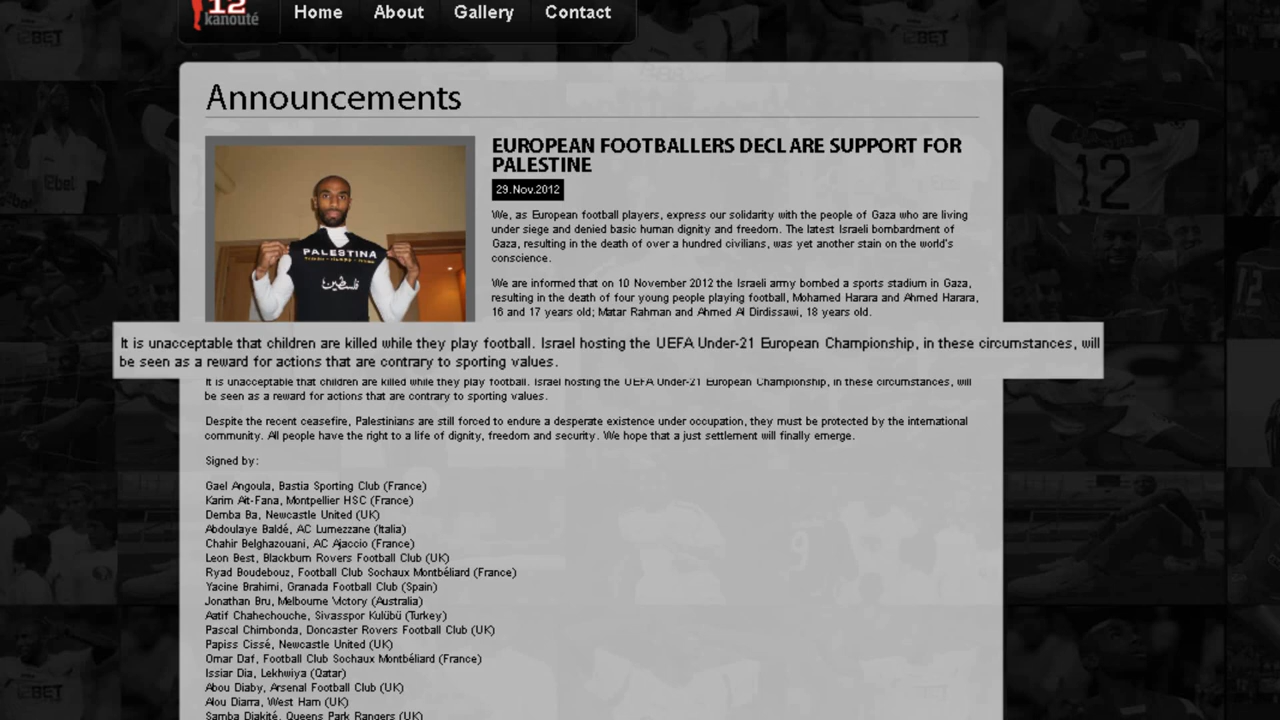 12
kanouté
Home About Gallery Contact
Announcements
EUROPEAN FOOTBALLERS DECLARE SUPPORT FOR
PALESTINE
29.Nov.2012
We, as European football players, express our solidarity with the people of Gaza who are living
under siege and denied basic human dignity and freedom. The latest Israeli bombardment of
Gaza, resulting in the death of over a hundred civilians, was yet another stain on the world's
conscience.
We are informed that on 10 November 2012 the Israeli army bombed a sports stadium in Gaza,
resulting in the death of four young people playing football, Mohamed Harara and Ahmed Harara,
16 and 17 years old; Matar Rahman and Ahmed Al Dirdissawi, 18 years old.
PALESTINA
فلسطين
It is unacceptable that children are killed while they play football. Israel hosting the UEFA Under-21 European Championship, in these circumstances, will
be seen as a reward for actions that are contrary to sporting values.
It is unacceptable that children are killed while they play football. Israel hosting the UEFA Under-21 European Championship, in these circumstances, will
be seen as a reward for actions that are contrary to sporting values.
Despite the recent ceasefire, Palestinians are still forced to endure a desperate existence under occupation, they must be protected by the international
community. All people have the right to a life of dignity, freedom and security. We hope that a just settlement will finally emerge.
Signed by:
Gael Angoula, Bastia Sporting Club (France)
Karim Ait-Fana, Montpellier HSC (France)
Demba Ba, Newcastle United (UK)
Abdoulaye Baldé, AC Lumezzane (Italia)
Chahir Belghazouani, AC Ajaccio (France)
Leon Best, Blackburn Rovers Football Club (UK)
Ryad Boudebouz, Football Club Sochaux Montbéliard (France)
Yacine Brahimi, Granada Football Club (Spain)
Jonathan Bru, Melbourne Victory (Australia)
Aatif Chahechouche, Sivasspor Kulübü (Turkey)
Pascal Chimbonda, Doncaster Rovers Football Club (UK)
Papiss Cissé, Newcastle United (UK)
Omar Daf, Football Club Sochaux Montbéliard (France)
Issiar Dia, Lekhwiya (Qatar)
Abou Diaby, Arsenal Football Club (UK)
Alou Diarra, West Ham (UK)
Samba Diakité, Queens Park Rangers (UK)
12bet
12
12BET